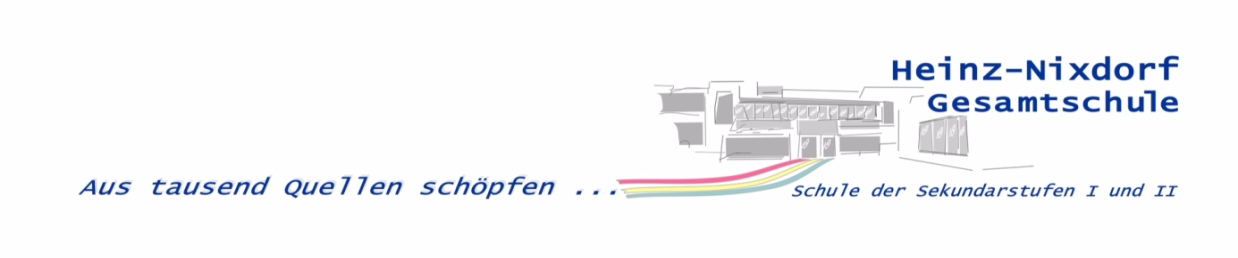 Heinz-Nixdorf
Gesamtschule
Aus tausend Quellen schöpfen ...
Schule der Sekundarstufen I und II